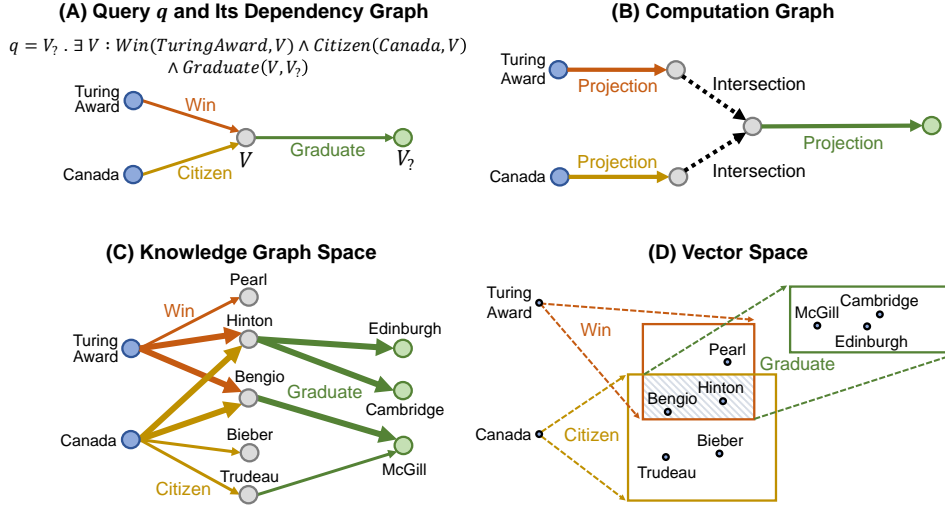 (A) Query q and Its Dependency Graph
q = V? . ∃ V : Win(TuringAward, V) ∧ Citizen(Canada, V)
∧ Graduate(V, V?)
Turing
Award
Win
Canada
Citizen
V
Graduate
V?
(B) Computation Graph
Turing
Award
Projection
Intersection
Projection
Canada
Projection
Intersection
(C) Knowledge Graph Space
Pearl
Win
Hinton
Turing
Award
Edinburgh
Bengio
Graduate
Cambridge
Canada
Bieber
McGill
Citizen
Trudeau
(D) Vector Space
Turing
Award
Win
McGill
Cambridge
Edinburgh
Pearl
Graduate
Hinton
Bengio
Canada
Citizen
Bieber
Trudeau